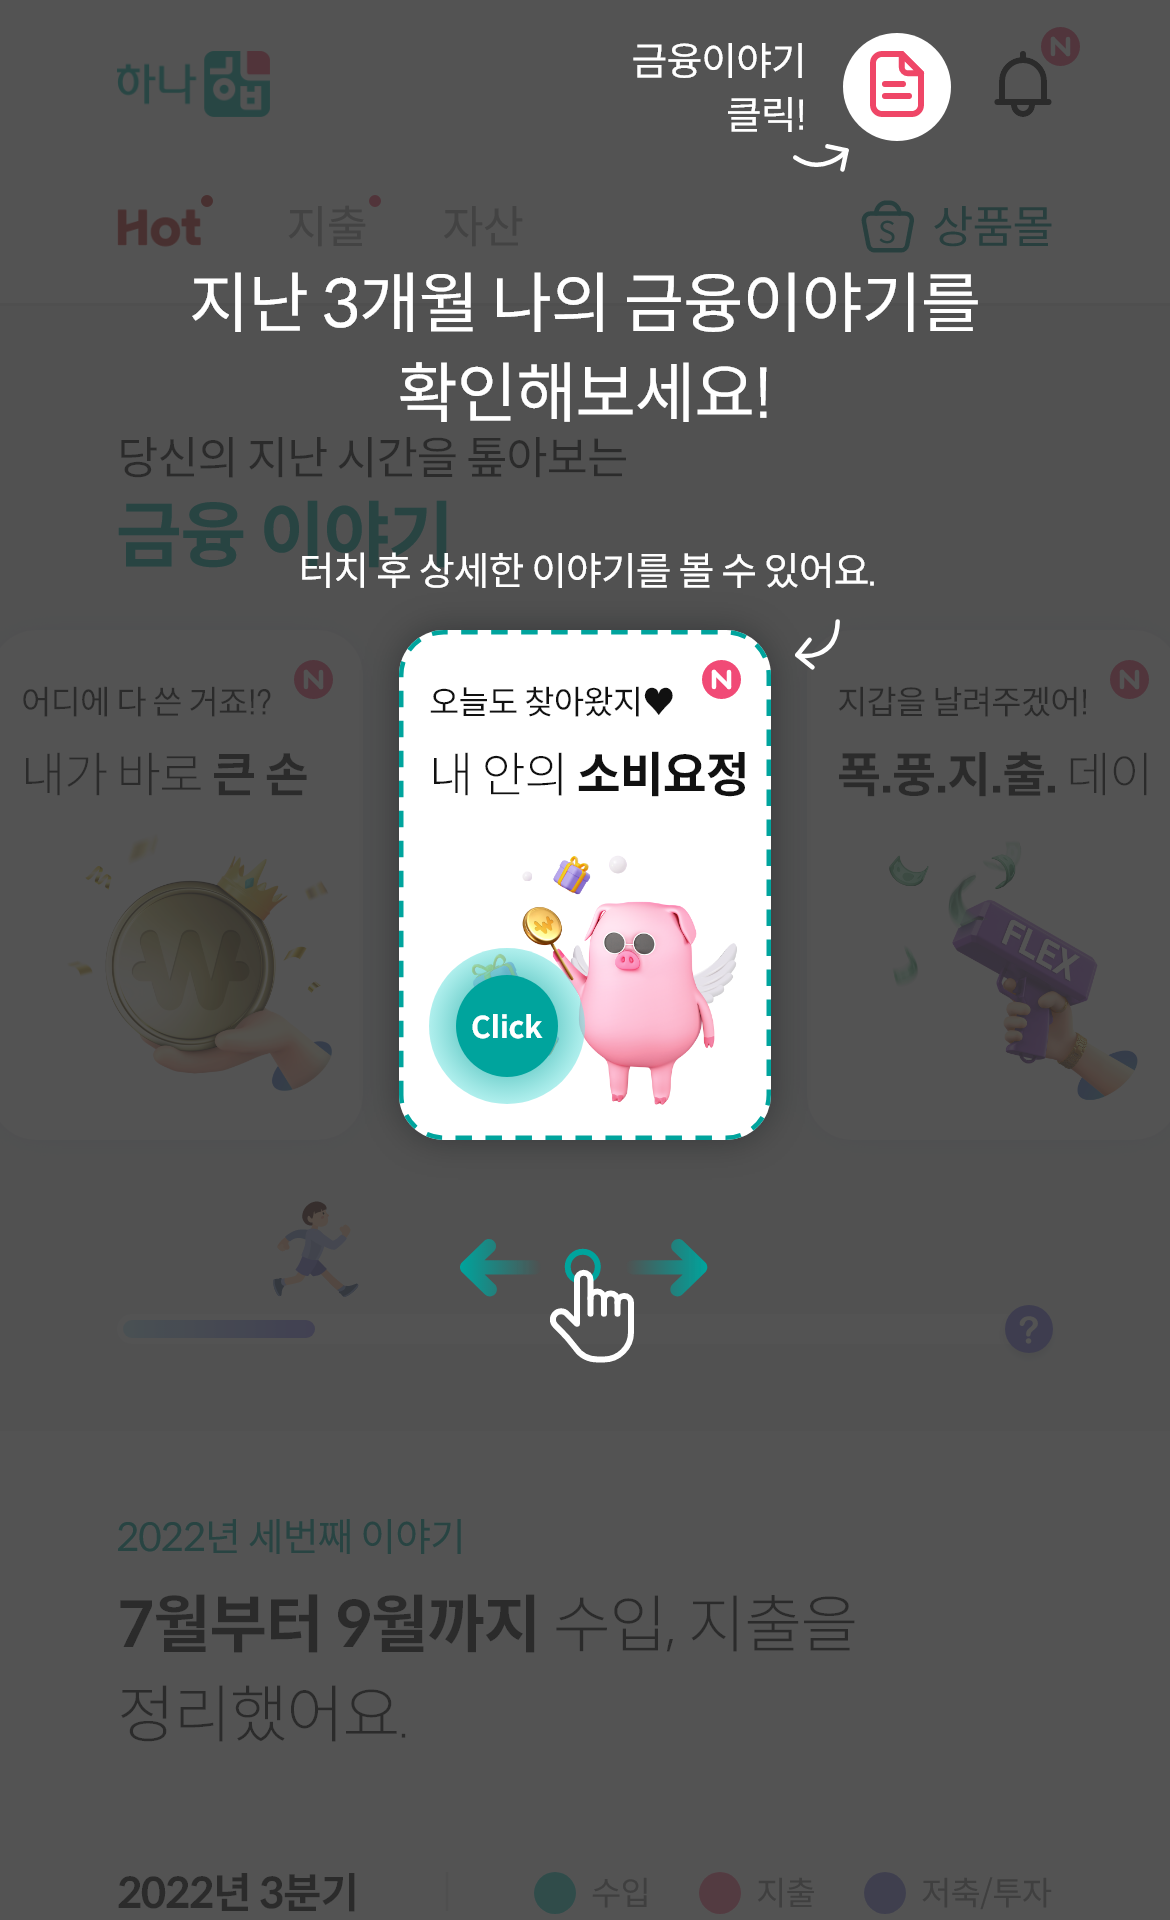 하나 합
금융이야기
클릭!
N
Hot 지출 자산 S 상품몰
지난 3개월 나의 금융이야기를
확인해보세요!
당신의 지난 시간을 톺아보는
금융 이야기
터치 후 상세한 이야기를 볼 수 있어요.
어디에 다 쓴 거죠!? N
내가 바로 큰 손
W
오늘도 찾아왔지♥ N
내 안의 소비요정
₩
Click
지갑을 날려주겠어! N
폭.풍.지.출. 데이
FLEX
?
2022년 세번째 이야기
7월부터 9월까지 수입, 지출을
정리했어요.
2022년 3분기 수입 지출 저축/투자